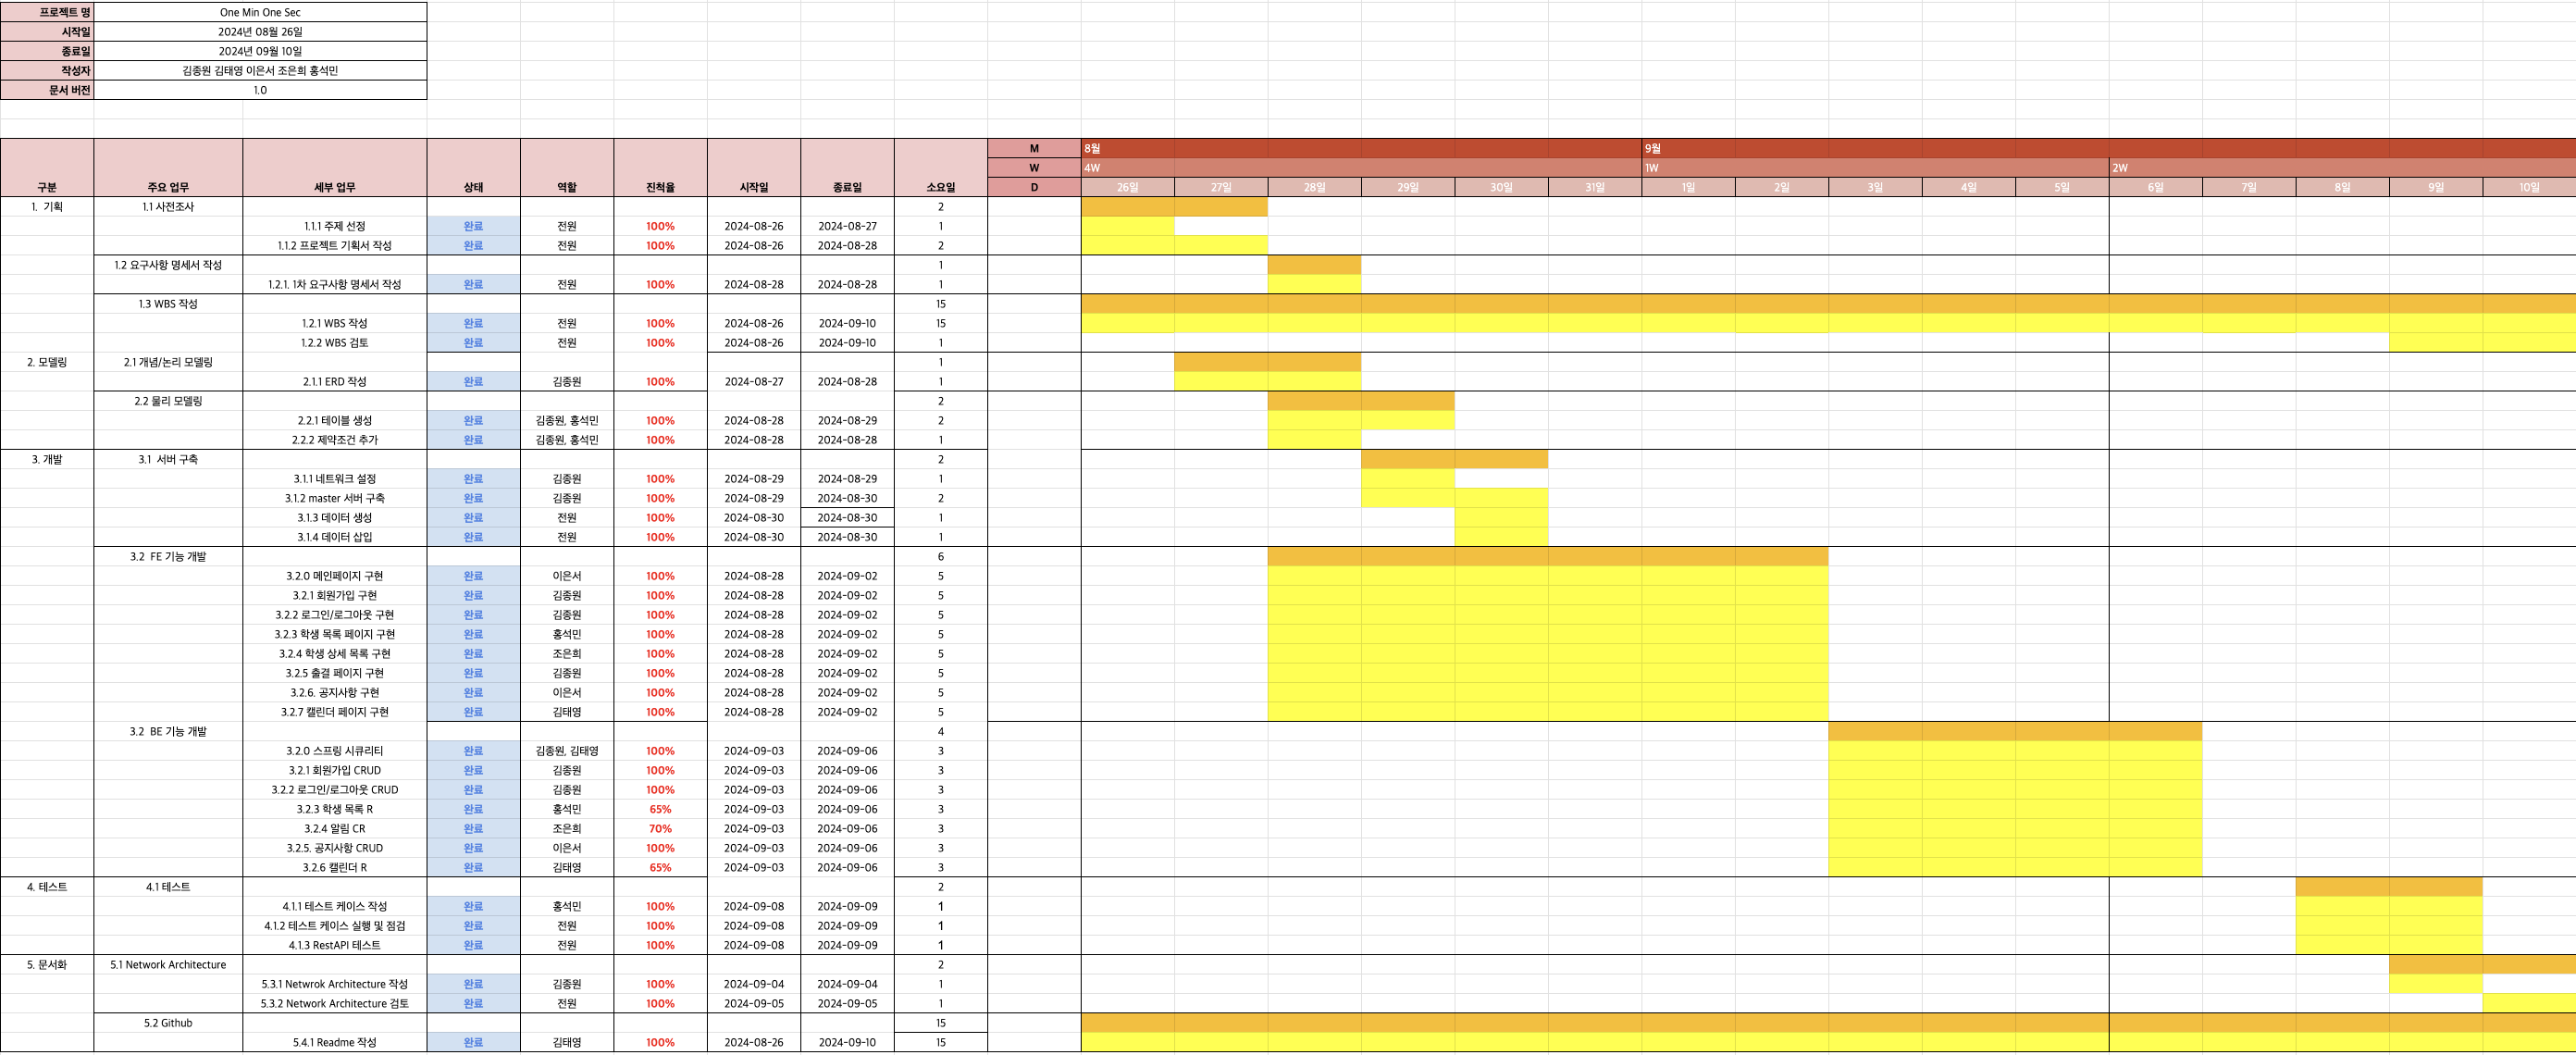 프로젝트 명 One Min One Sec
시작일 2024년 08월 26일
종료일 2024년 09월 10일
작성자 김종원 김태영 이은서 조은희 홍석민
문서 버전 1.0
M 8월 9월
W 4W 1W 2W
구분 주요 업무 세부 업무 상태 역할 진척율 시작일 종료일 소요일 D 26일 27일 28일 29일 30일 31일 1일 2일 3일 4일 5일 6일 7일 8일 9일 10일
1. 기획 1.1 사전조사 2
1.1.1 주제 선정 완료 전원 100% 2024-08-26 2024-08-27 1
1.1.2 프로젝트 기획서 작성 완료 전원 100% 2024-08-26 2024-08-28 2
1.2 요구사항 명세서 작성 1
1.2.1. 1차 요구사항 명세서 작성 완료 전원 100% 2024-08-28 2024-08-28 1
1.3 WBS 작성 15
1.2.1 WBS 작성 완료 전원 100% 2024-08-26 2024-09-10 15
1.2.2 WBS 검토 완료 전원 100% 2024-08-26 2024-09-10 1
2. 모델링 2.1 개념/논리 모델링 1
2.1.1 ERD 작성 완료 김종원 100% 2024-08-27 2024-08-28 1
2.2 물리 모델링 2
2.2.1 테이블 생성 완료 김종원, 홍석민 100% 2024-08-28 2024-08-29 2
2.2.2 제약조건 추가 완료 김종원, 홍석민 100% 2024-08-28 2024-08-28 1
3. 개발 3.1 서버 구축 2
3.1.1 네트워크 설정 완료 김종원 100% 2024-08-29 2024-08-29 1
3.1.2 master 서버 구축 완료 김종원 100% 2024-08-29 2024-08-30 2
3.1.3 데이터 생성 완료 전원 100% 2024-08-30 2024-08-30 1
3.1.4 데이터 삽입 완료 전원 100% 2024-08-30 2024-08-30 1
3.2 FE 기능 개발 6
3.2.0 메인페이지 구현 완료 이은서 100% 2024-08-28 2024-09-02 5
3.2.1 회원가입 구현 완료 김종원 100% 2024-08-28 2024-09-02 5
3.2.2 로그인/로그아웃 구현 완료 김종원 100% 2024-08-28 2024-09-02 5
3.2.3 학생 목록 페이지 구현 완료 홍석민 100% 2024-08-28 2024-09-02 5
3.2.4 학생 상세 목록 구현 완료 조은희 100% 2024-08-28 2024-09-02 5
3.2.5 출결 페이지 구현 완료 김종원 100% 2024-08-28 2024-09-02 5
3.2.6. 공지사항 구현 완료 이은서 100% 2024-08-28 2024-09-02 5
3.2.7 캘린더 페이지 구현 완료 김태영 100% 2024-08-28 2024-09-02 5
3.2 BE 기능 개발 4
3.2.0 스프링 시큐리티 완료 김종원, 김태영 100% 2024-09-03 2024-09-06 3
3.2.1 회원가입 CRUD 완료 김종원 100% 2024-09-03 2024-09-06 3
3.2.2 로그인/로그아웃 CRUD 완료 김종원 100% 2024-09-03 2024-09-06 3
3.2.3 학생 목록 R 완료 홍석민 65% 2024-09-03 2024-09-06 3
3.2.4 알림 CR 완료 조은희 70% 2024-09-03 2024-09-06 3
3.2.5. 공지사항 CRUD 완료 이은서 100% 2024-09-03 2024-09-06 3
3.2.6 캘린더 R 완료 김태영 65% 2024-09-03 2024-09-06 3
4. 테스트 4.1 테스트 2
4.1.1 테스트 케이스 작성 완료 홍석민 100% 2024-09-08 2024-09-09 1
4.1.2 테스트 케이스 실행 및 점검 완료 전원 100% 2024-09-08 2024-09-09 1
4.1.3 RestAPI 테스트 완료 전원 100% 2024-09-08 2024-09-09 1
5. 문서화 5.1 Network Architecture 2
5.3.1 Netwrok Architecture 작성 완료 김종원 100% 2024-09-04 2024-09-04 1
5.3.2 Network Architecture 검토 완료 전원 100% 2024-09-05 2024-09-05 1
5.2 Github 15
5.4.1 Readme 작성 완료 김태영 100% 2024-08-26 2024-09-10 15